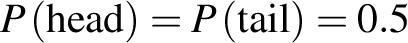 P(head) = P(tail) = 0.5